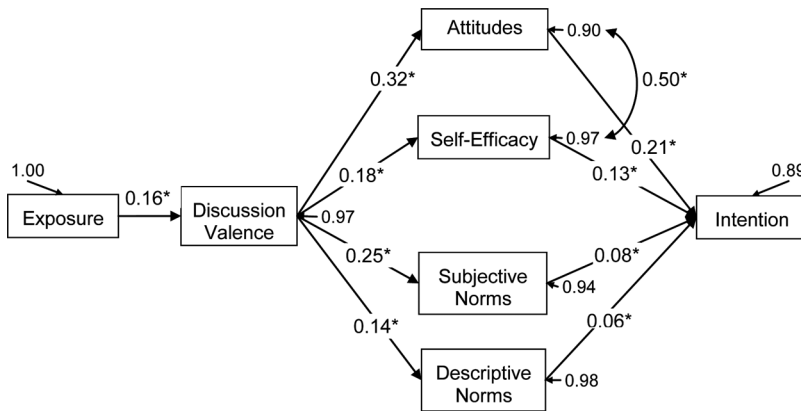 Attitudes
0.90
0.32*
0.50*
Self-Efficacy
0.97
0.21*
1.00
0.18*
0.13*
0.89
0.16*
Exposure
Discussion
Valence
0.97
Intention
0.25*
0.08*
Subjective
Norms
0.94
0.14*
0.06*
Descriptive
Norms
0.98